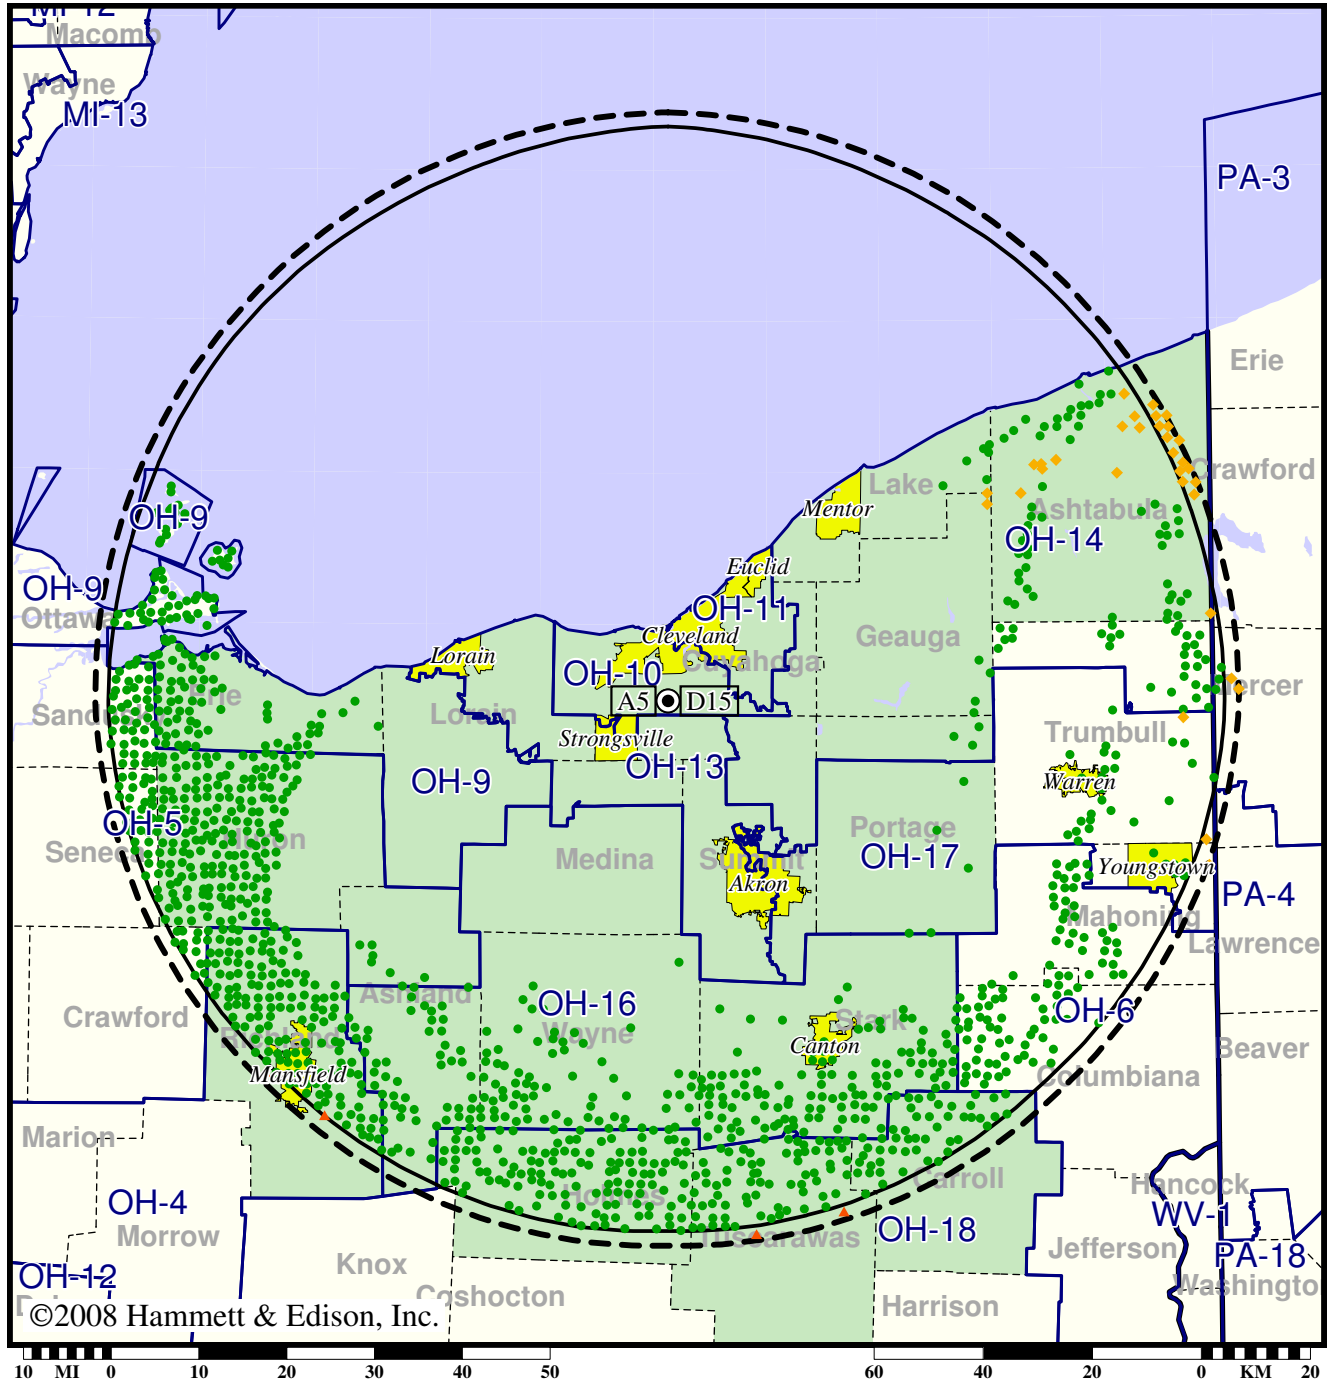 MI-12
Macomb
Wayne
MI-13
PA-3
Erie
Crawford
Lake
Mentor
OH-9
Ashtabula
OH-14
Euclid
OH-9
Ottawa
OH-11
Cleveland
Geauga
Lorain
Cuyahoga
OH-10
Erie
Mercer
A5
D15
Sandusky
Lorain
Strongsville
Trumbull
OH-13
OH-9
Warren
OH-5
Huron
Portage
Seneca
Medina
Summit
OH-17
Youngstown
Akron
PA-4
Mahoning
Lawrence
Ashland
OH-16
OH-6
Crawford
Stark
Richland
Wayne
Canton
Beaver
Mansfield
Columbiana
Marion
Carroll
Hancock
Holmes
OH-4
WV-1
Morrow
Tuscarawas
OH-18
Jefferson
PA-18
Knox
OH-12
Washingto
Coshocton
Harrison
©2008 Hammett & Edison, Inc.
10 MI 0 10 20 30 40 50 60 40 20 0 KM 20